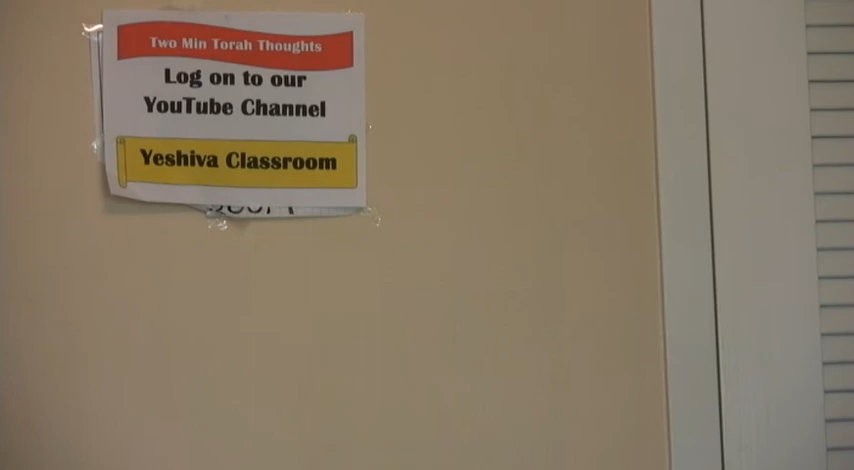 Two Min Torah Thoughts
Log on to our
YouTube Channel
Yeshiva Classroom